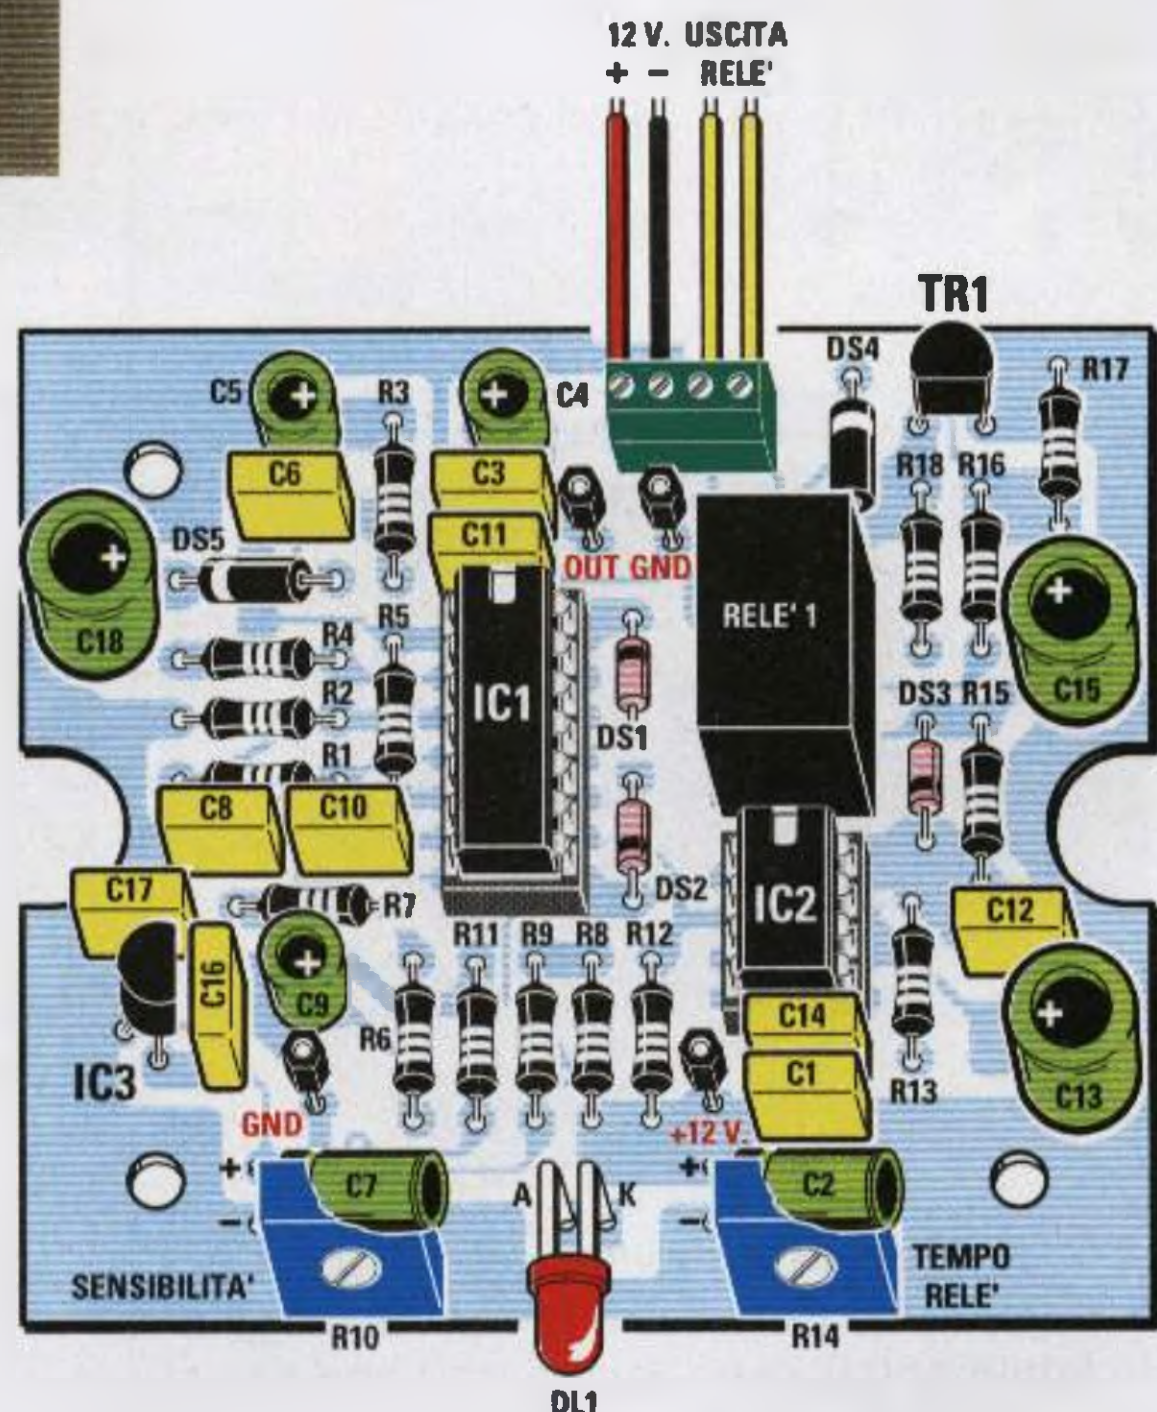 12 V. USCITA
+ - RELE'
TR1
DS4
R17
C5
R3
C4
R18 R16
C6
C3
C11
DS5
OUT GND
RELE' 1
C18
R4
R5
R2
IC1
DS1
DS3 R15
C15
R1
C8
C10
DS2
IC2
C17
R7
C12
R11 R9 R8 R12
C16
C9
R6
C14
C1
IC3
R13
C13
GND
+12 V.
+
C7
A
K
+
C2
-
-
SENSIBILITA'
TEMPO
RELE'
R10
R14
DL1